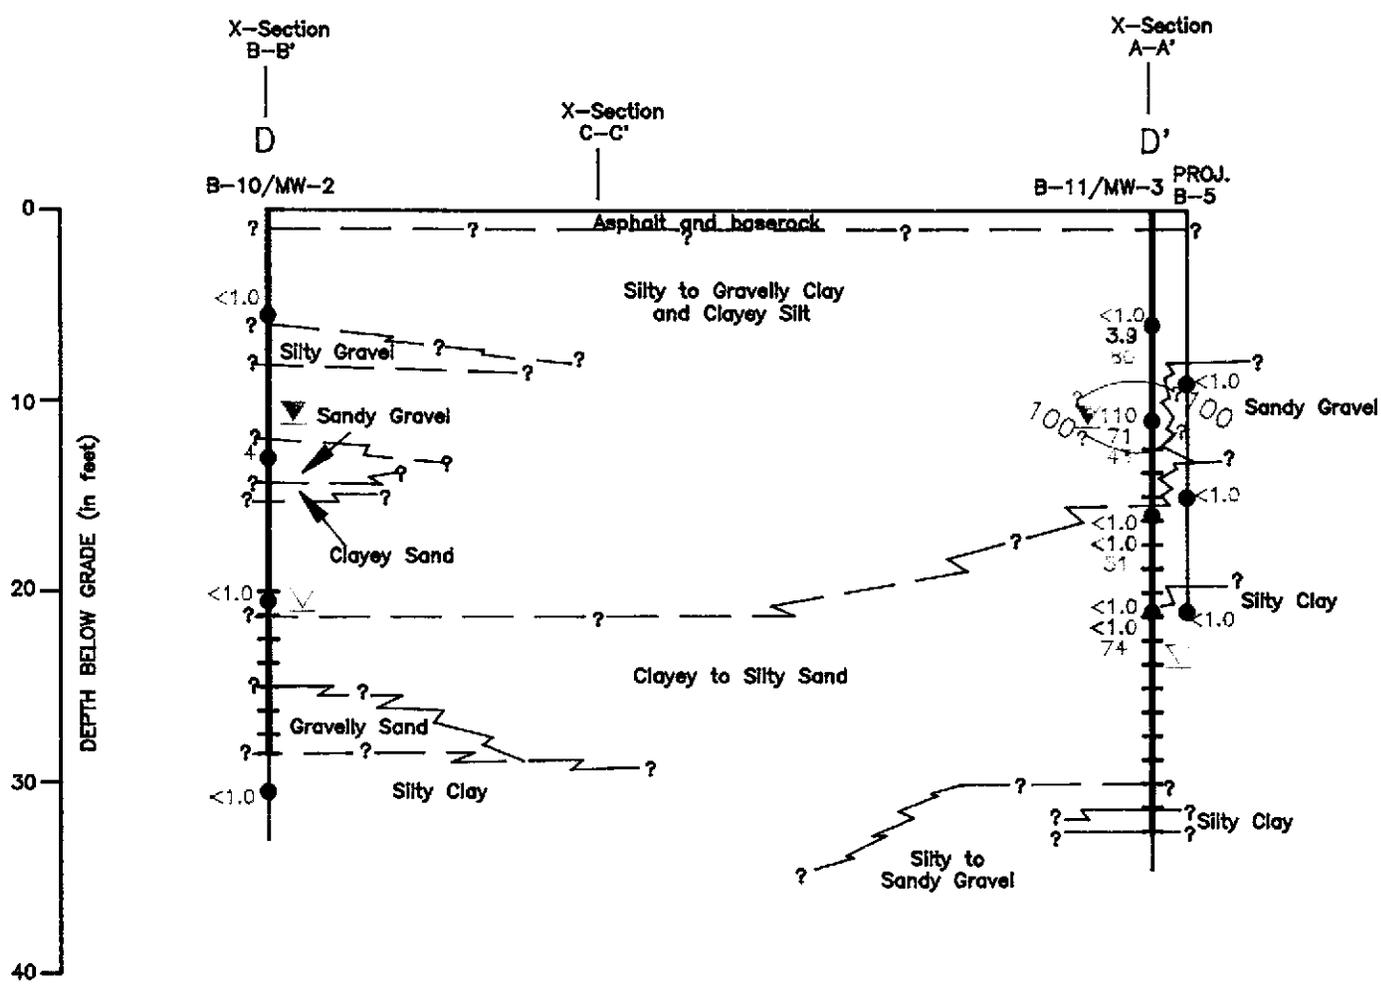 X-Section
B-B'
X-Section
A-A'
X-Section
C-C'
D
D'
B-10/MW-2
B-11/MW-3
PROJ.
B-5
0
Asphalt and baserock
?
?
?
?
?
Silty to Gravelly Clay
and Clayey Silt
<1.0
<1.0
3.9
?
Silty Gravel
?
?
?
?
?
<1.0
10
Sandy Gravel
Sandy Gravel
100
110
100
71
?
?
?
?
4
?
?
?
?
?
?
?
<1.0
Clayey Sand
<1.0
<1.0
?
DEPTH BELOW GRADE (in feet)
20
<1.0
?
Silty Clay
<1.0
<1.0
<1.0
74
?
?
Clayey to Silty Sand
?
?
Gravelly Sand
?
?
?
30
<1.0
Silty Clay
?
?
?
?
Silty Clay
?
?
Silty to
Sandy Gravel
?
40